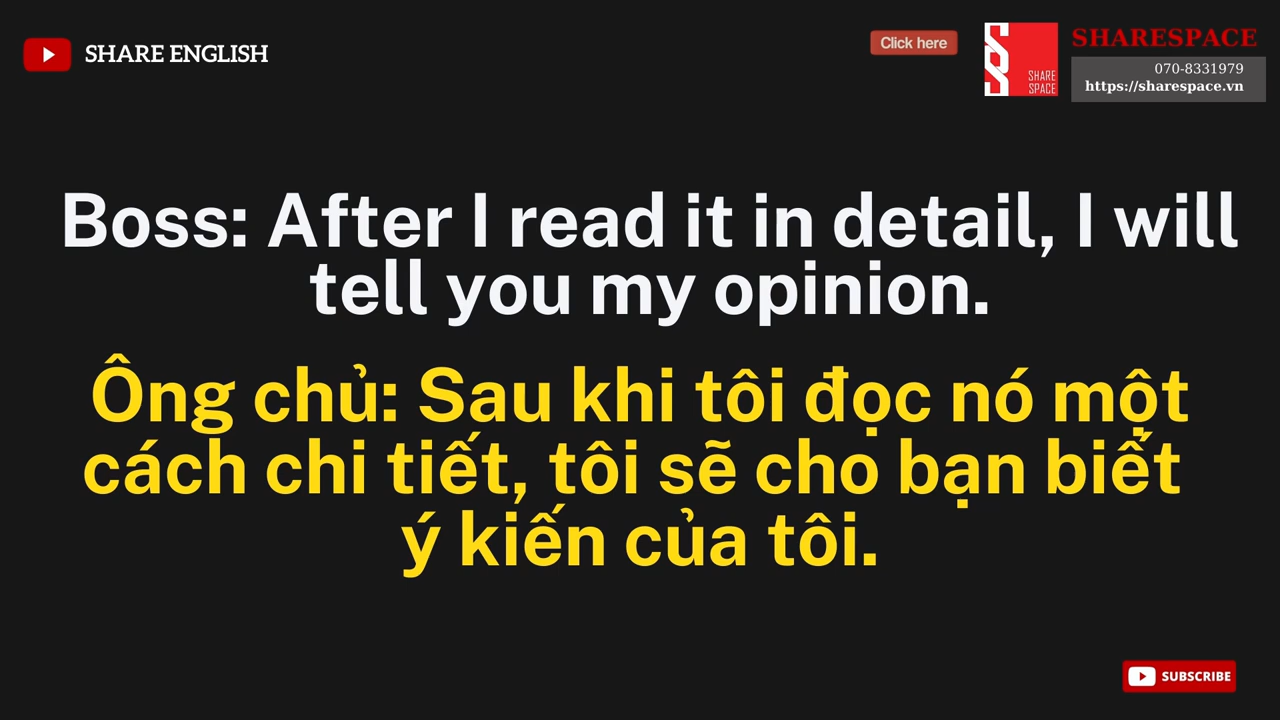 SHARE ENGLISH
Click here
SHARE
SPACE
SHARESPACE
070-8331979
https://sharespace.vn
Boss: After I read it in detail, I will
tell you my opinion.
Ông chủ: Sau khi tôi đọc nó một
cách chi tiết, tôi sẽ cho bạn biết
ý kiến của tôi.
SUBSCRIBE